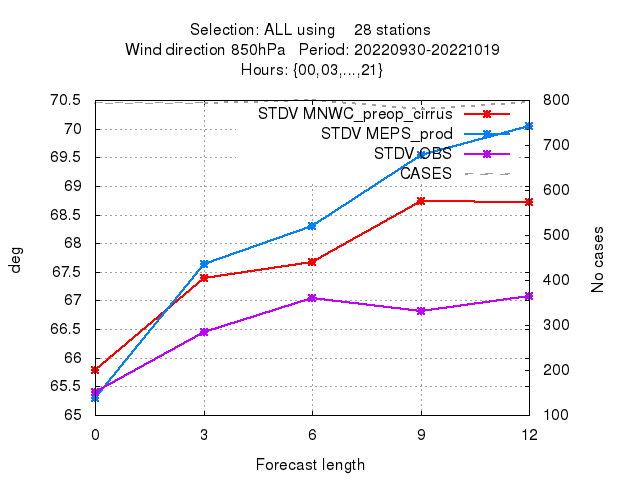 Selection: ALL using 28 stations
Wind direction 850hPa Period: 20220930-20221019
Hours: {00,03,...,21}
STDV MNWC_preop_cirrus
STDV MEPS_prod
STDV OBS
CASES
70.5
70
69.5
69
68.5
68
67.5
67
66.5
66
65.5
65
800
700
600
500
400
300
200
100
deg
No cases
0 3 6 9 12
Forecast length